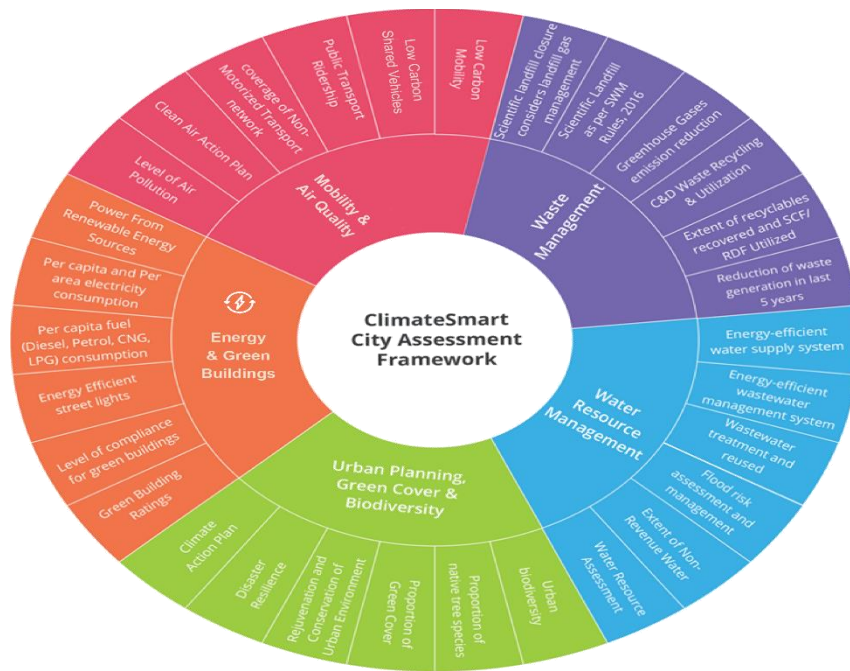 ClimateSmart
City Assessment
Framework
Mobility &
Air Quality
Level of Air
Pollution
Clean Air Action Plan
coverage of Non-
Motorized Transport
network
Public Transport
Ridership
Low Carbon
Shared Vehicles
Low Carbon
Mobility
Waste
Management
Scientific landfill closure
considers landfill gas
management
Scientific Landfill
as per SWM
Rules, 2016
Greenhouse Gases
emission reduction
C&D Waste Recycling
& Utilization
Extent of recyclables
recovered and SCF/
RDF Utilized
Reduction of waste
generation in last
5 years
Water
Resource
Management
Energy-efficient
water supply system
Energy-efficient
wastewater
management system
Wastewater
treatment and
reused
Flood risk
assessment and
management
Extent of Non-
Revenue Water
Water Resource
Assessment
Urban Planning,
Green Cover &
Biodiversity
Urban
biodiversity
Proportion of
native tree species
Proportion of
Green Cover
Rejuvenation and
Conservation of
Urban Environment
Disaster
Resilience
Climate
Action Plan
Energy
& Green
Buildings
Green Building
Ratings
Level of compliance
for green buildings
Energy Efficient
street lights
Per capita fuel
(Diesel, Petrol, CNG,
LPG) consumption
Per capita and Per
area electricity
consumption
Power From
Renewable Energy
Sources